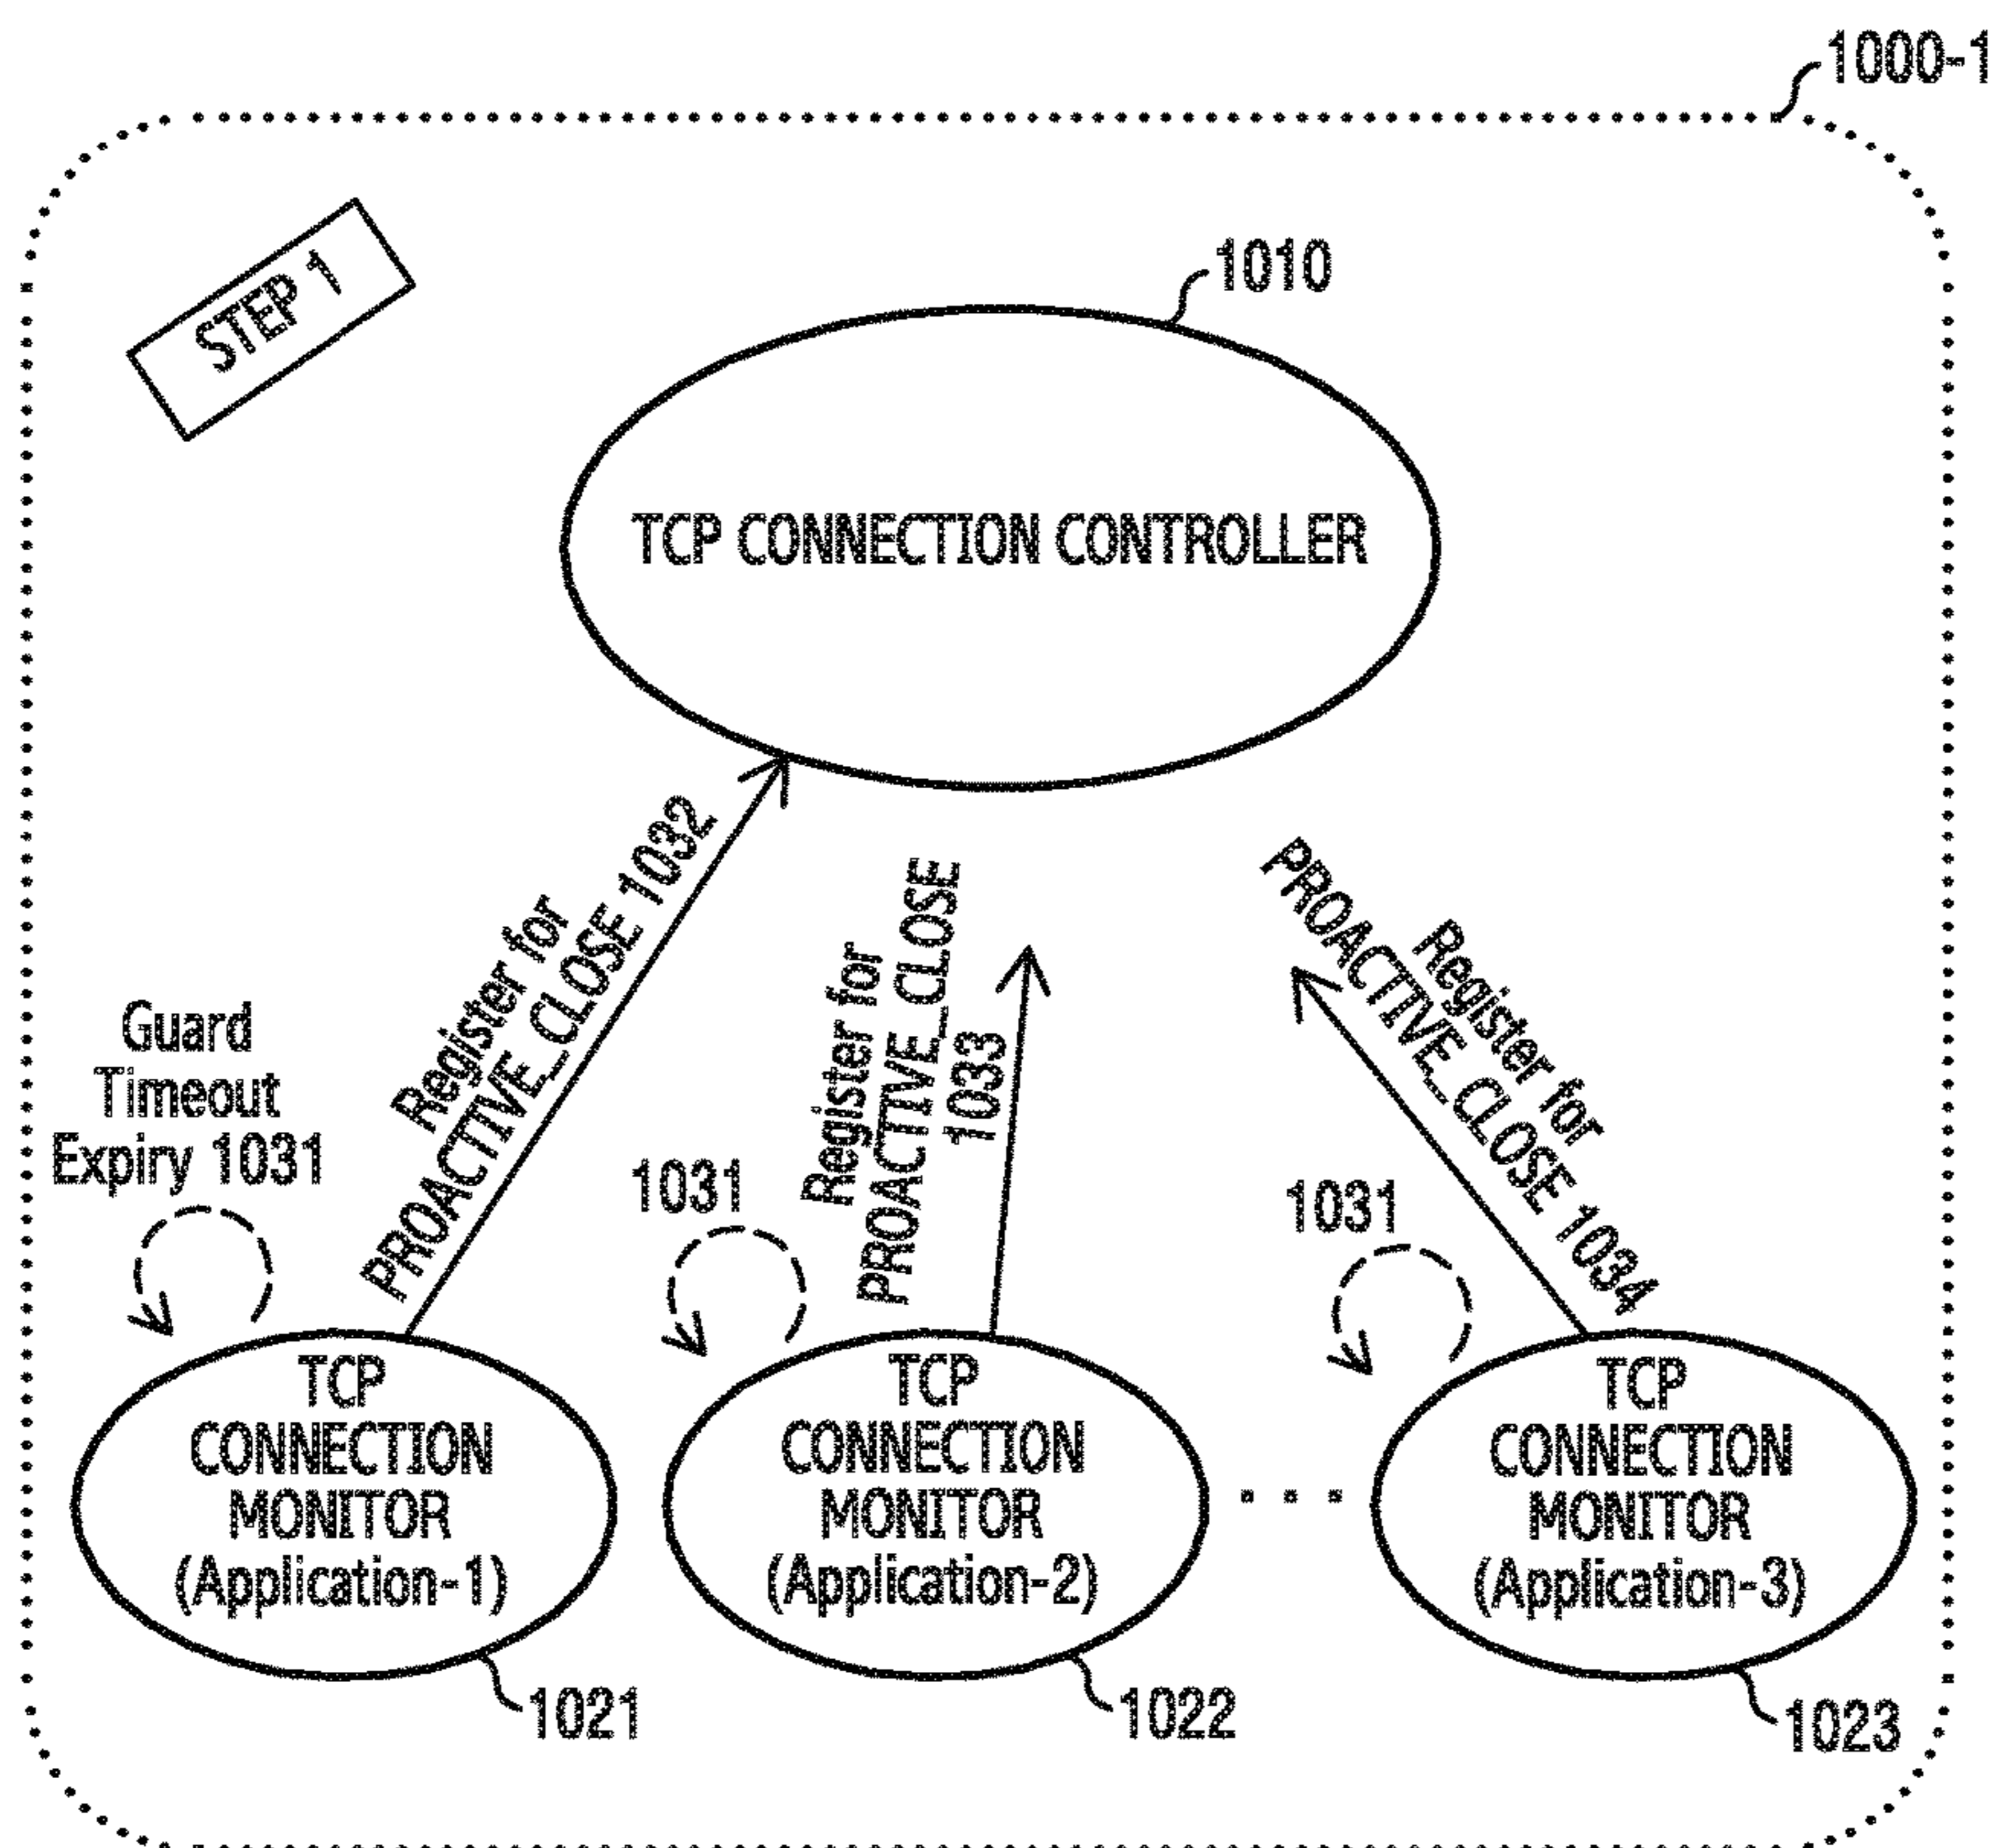 1000-1
STEP 1
1010
TCP CONNECTION CONTROLLER
Register for
PROACTIVE_CLOSE 1032
Register for
PROACTIVE_CLOSE
1033
Register for
PROACTIVE_CLOSE 1034
Guard
Timeout
Expiry 1031
1031
1031
TCP
CONNECTION
MONITOR
(Application-1)
TCP
CONNECTION
MONITOR
(Application-2)
...
TCP
CONNECTION
MONITOR
(Application-3)
1021
1022
1023